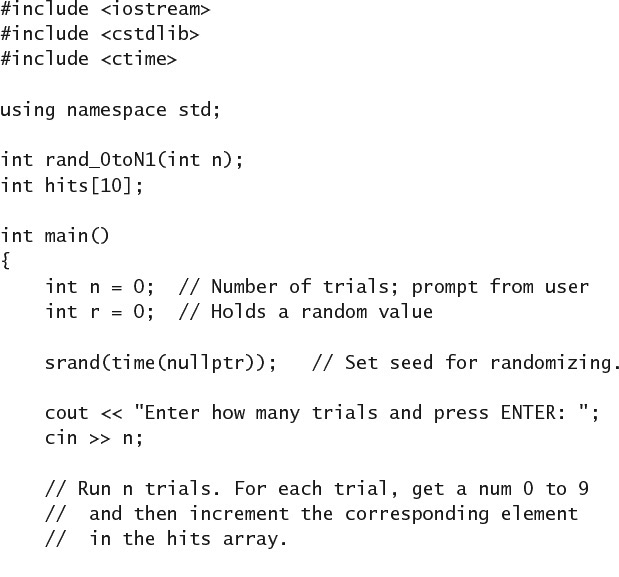 #include <iostream>
#include <cstdlib>
#include <ctime>
using namespace std;
int rand_0toN1(int n);
int hits[10];
int main()
{
    int n = 0;  // Number of trials; prompt from user
    int r = 0;  // Holds a random value
    srand(time(nullptr));   // Set seed for randomizing.
    cout << "Enter how many trials and press ENTER: ";
    cin >> n;
    // Run n trials. For each trial, get a num 0 to 9
    //  and then increment the corresponding element
    //  in the hits array.